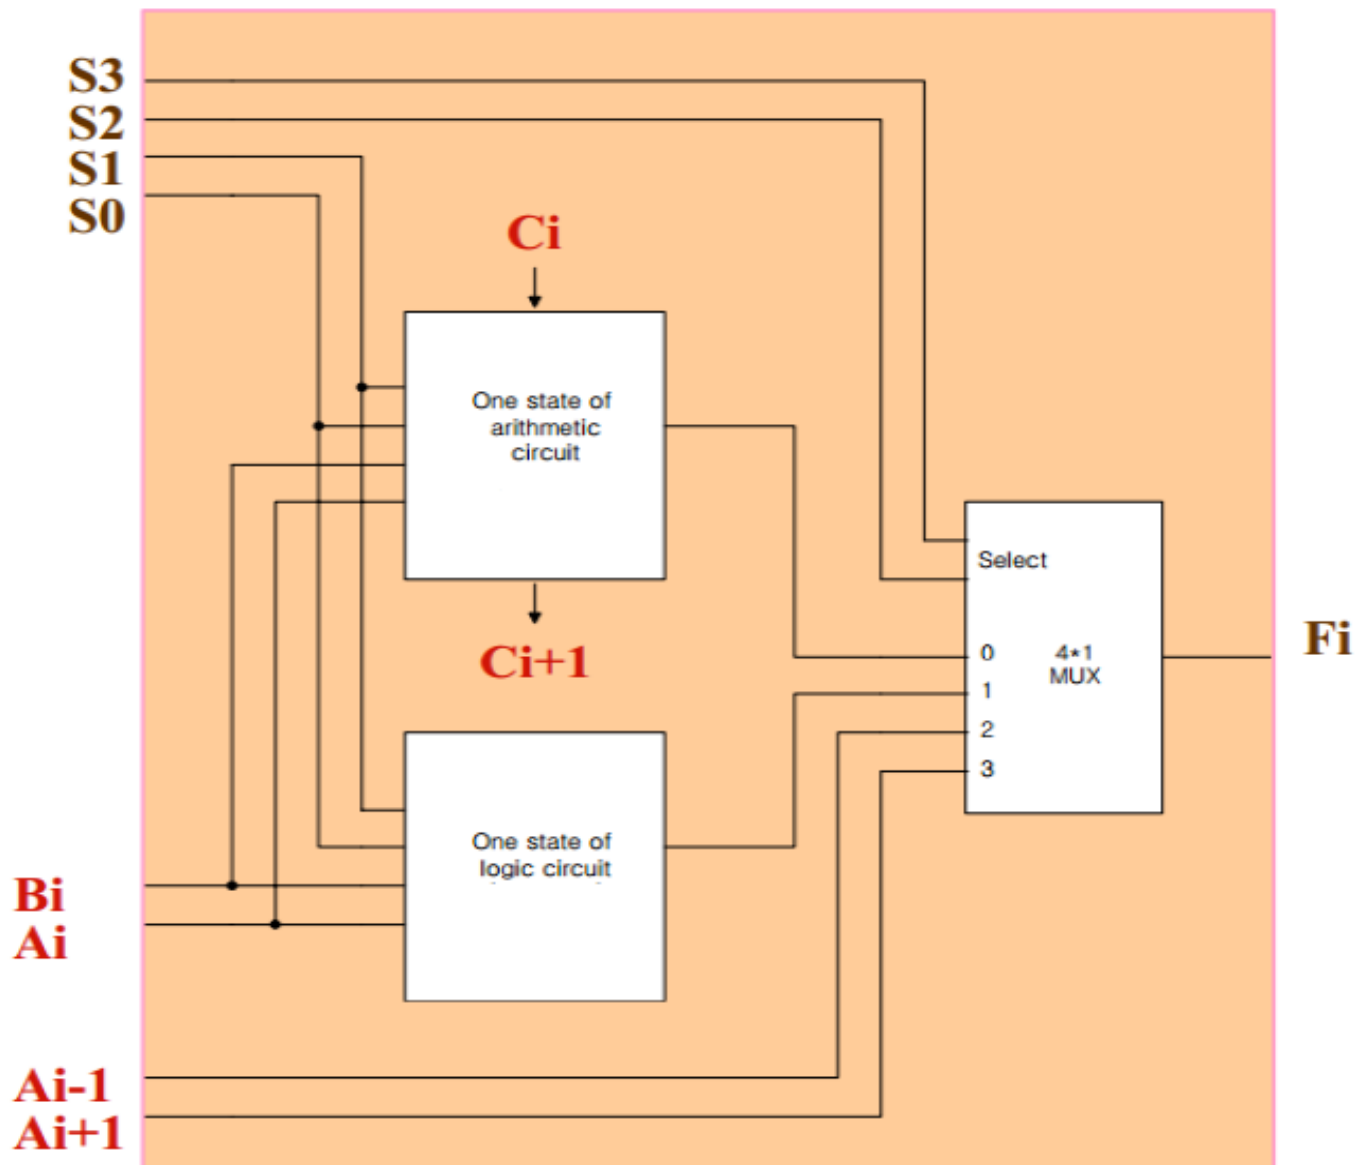 S3
S2
S1
S0
Ci
One state of
arithmetic
circuit
Ci+1
Select
0
1
2
3
4*1
MUX
Fi
One state of
logic circuit
Bi
Ai
Ai-1
Ai+1